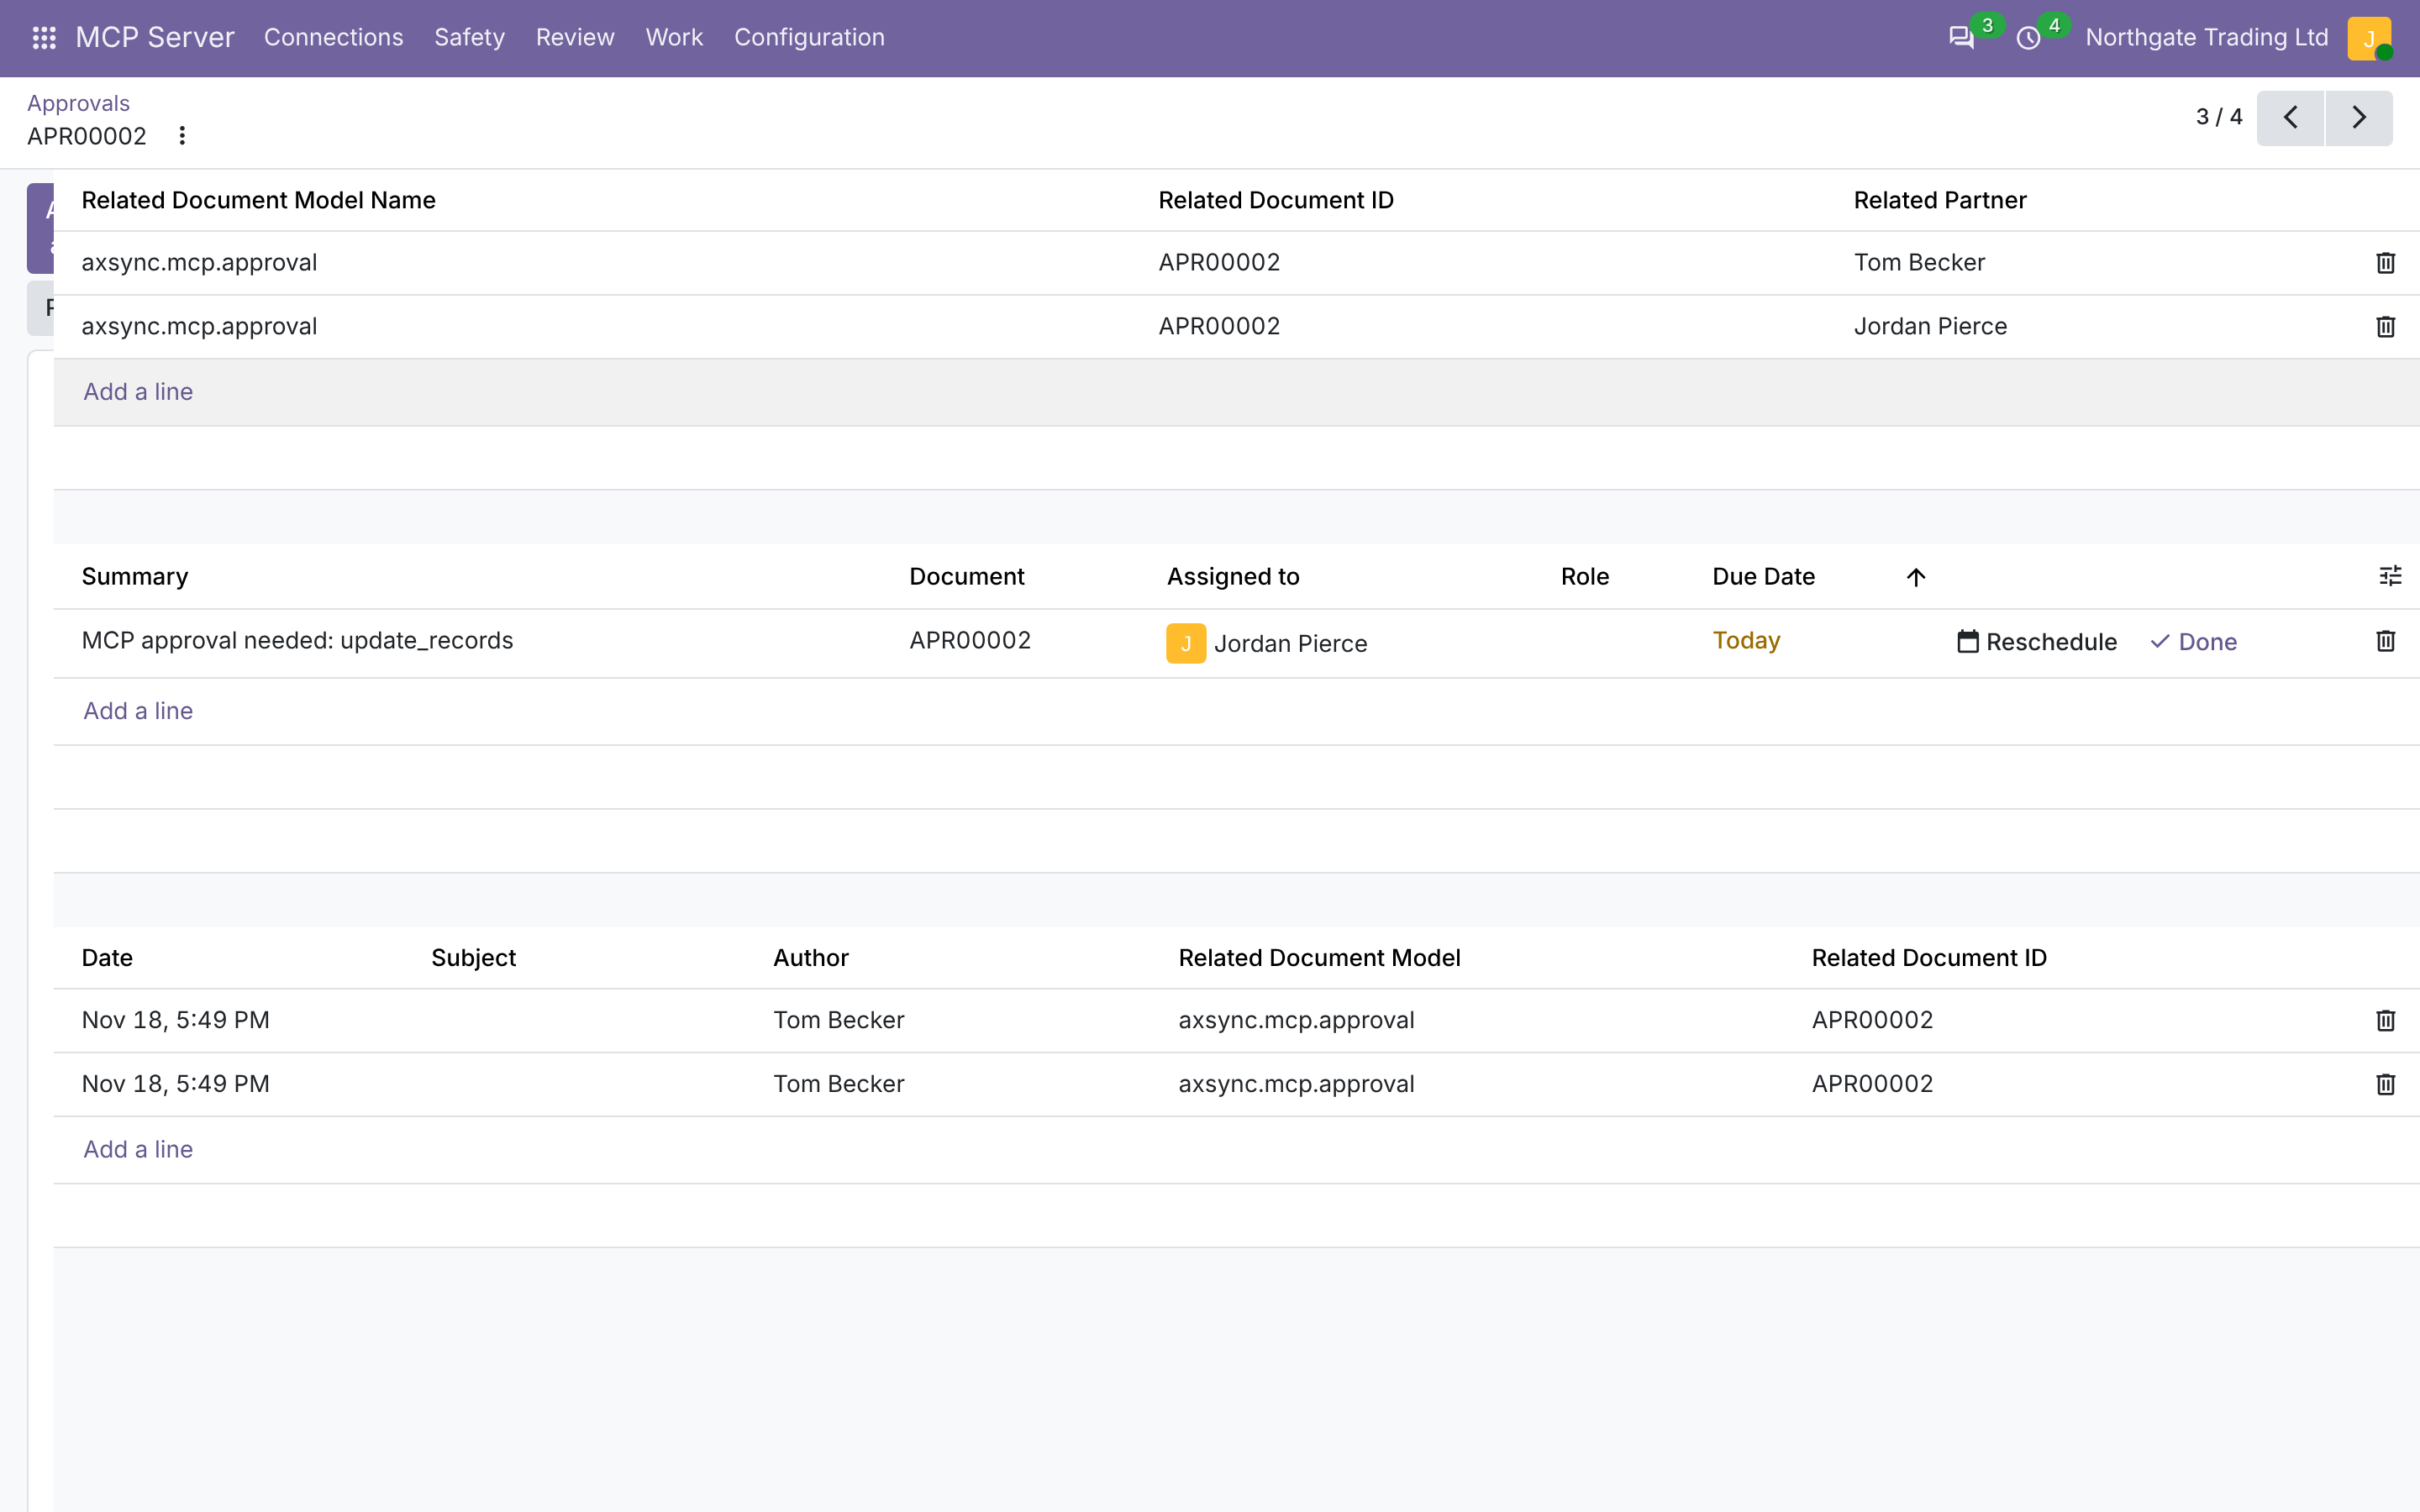 MCP Server Connections Safety Review Work Configuration 3 4 Northgate Trading Ltd J
Approvals
APR00002
3 / 4
Related Document Model Name Related Document ID Related Partner
axsync.mcp.approval APR00002 Tom Becker
axsync.mcp.approval APR00002 Jordan Pierce
Add a line
Summary Document Assigned to Role Due Date
MCP approval needed: update_records APR00002 J Jordan Pierce Today Reschedule Done
Add a line
Date Subject Author Related Document Model Related Document ID
Nov 18, 5:49 PM Tom Becker axsync.mcp.approval APR00002
Nov 18, 5:49 PM Tom Becker axsync.mcp.approval APR00002
Add a line